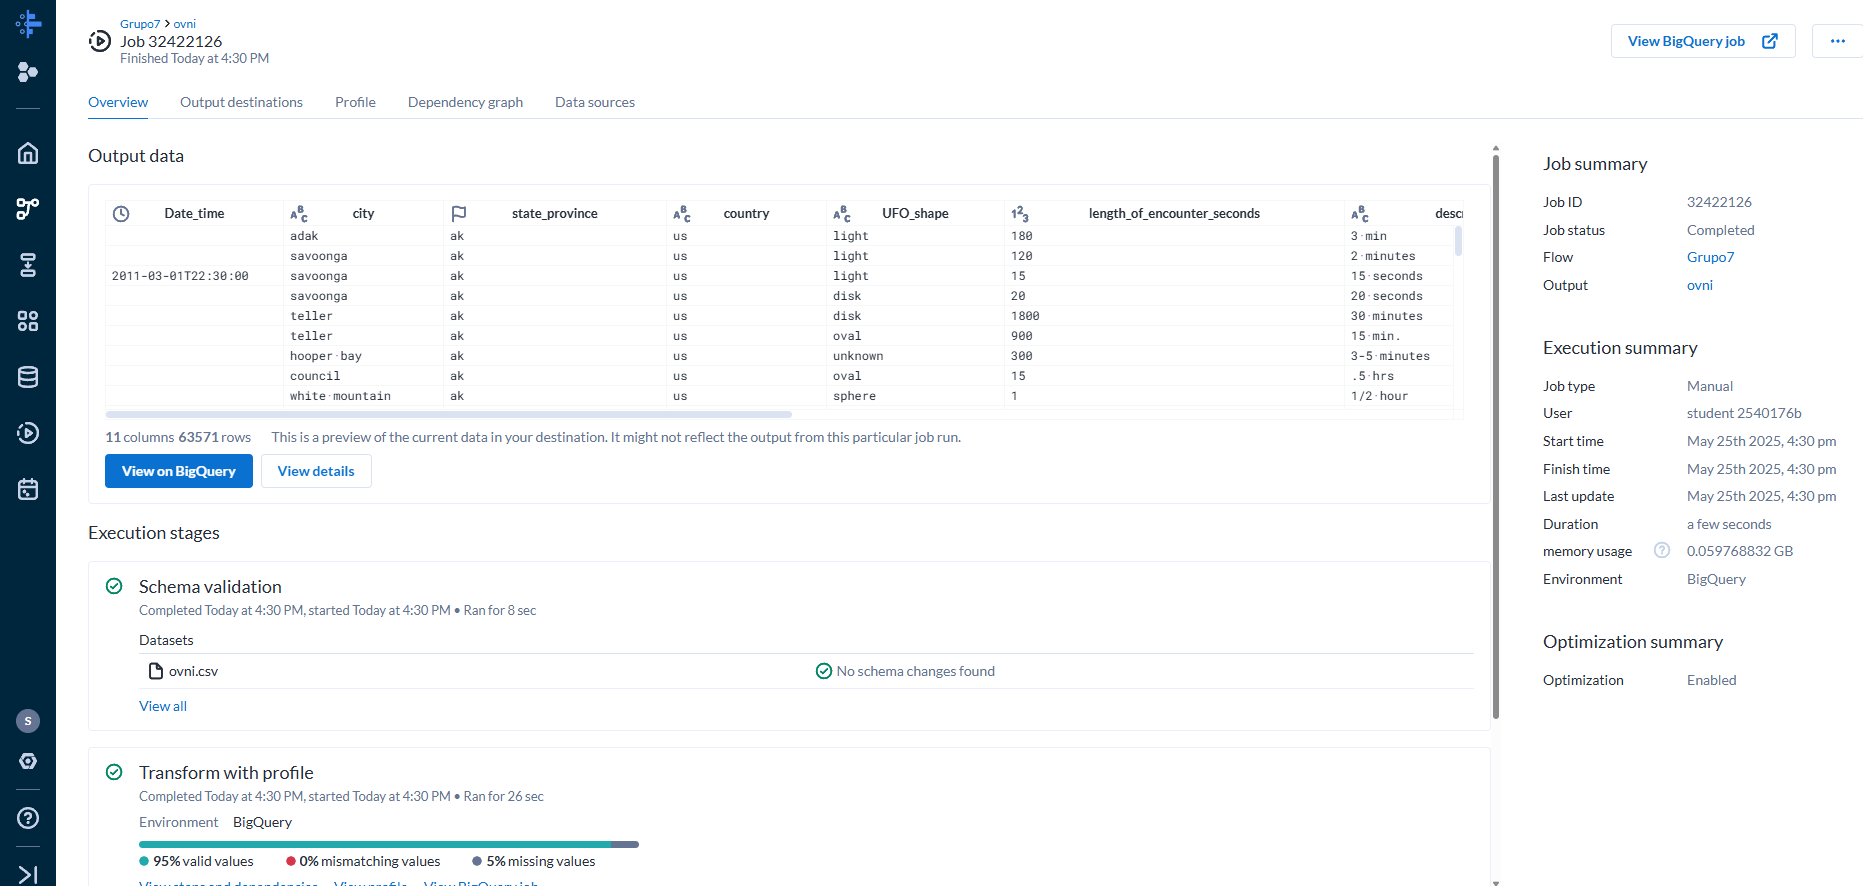 Grupo7 > ovni
Job 32422126
Finished Today at 4:30 PM
View BigQuery job
...
Overview Output destinations Profile Dependency graph Data sources
Output data
Date_time city state_province country UFO_shape length_of_encounter_seconds desc
adak ak us light 180 3·min
savoonga ak us light 120 2·minutes
2011-03-01T22:30:00 savoonga ak us light 15 15·seconds
savoonga ak us disk 20 20·seconds
teller ak us disk 1800 30·minutes
teller ak us oval 900 15·min.
hooper·bay ak us unknown 300 3-5·minutes
council ak us oval 15 .5·hrs
white·mountain ak us sphere 1 1/2·hour
11 columns 63571 rows This is a preview of the current data in your destination. It might not reflect the output from this particular job run.
View on BigQuery View details
Execution stages
Schema validation
Completed Today at 4:30 PM, started Today at 4:30 PM • Ran for 8 sec
Datasets
ovni.csv No schema changes found
View all
Transform with profile
Completed Today at 4:30 PM, started Today at 4:30 PM • Ran for 26 sec
Environment BigQuery
95% valid values 0% mismatching values 5% missing values
View steps and dependencies View profile View BigQuery job
Job summary
Job ID 32422126
Job status Completed
Flow Grupo7
Output ovni
Execution summary
Job type Manual
User student 2540176b
Start time May 25th 2025, 4:30 pm
Finish time May 25th 2025, 4:30 pm
Last update May 25th 2025, 4:30 pm
Duration a few seconds
memory usage ? 0.059768832 GB
Environment BigQuery
Optimization summary
Optimization Enabled
S